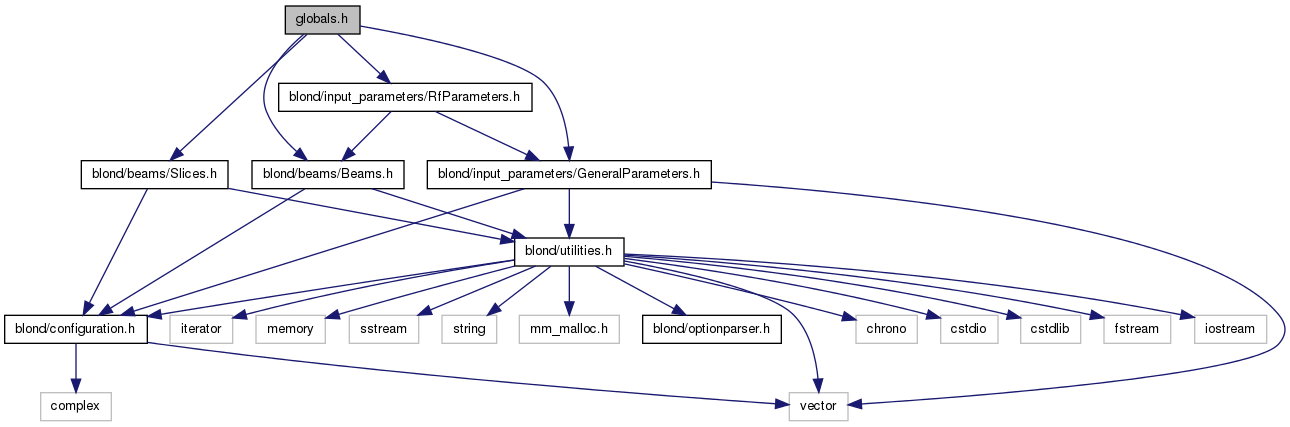 globals.h
blond/input_parameters/RfParameters.h
blond/beams/Slices.h
blond/beams/Beams.h
blond/input_parameters/GeneralParameters.h
blond/utilities.h
blond/configuration.h
iterator
memory
sstream
string
mm_malloc.h
blond/optionparser.h
chrono
cstdio
cstdlib
fstream
iostream
complex
vector